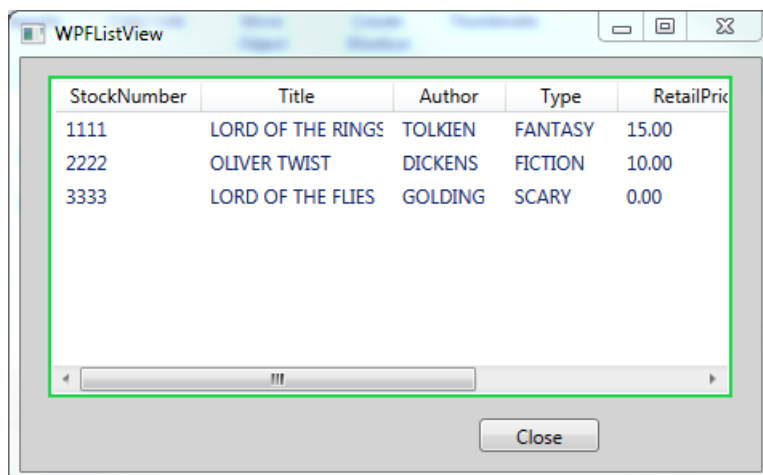 WPFListView
StockNumber Title Author Type RetailPric
1111 LORD OF THE RINGS TOLKIEN FANTASY 15.00
2222 OLIVER TWIST DICKENS FICTION 10.00
3333 LORD OF THE FLIES GOLDING SCARY 0.00
Close